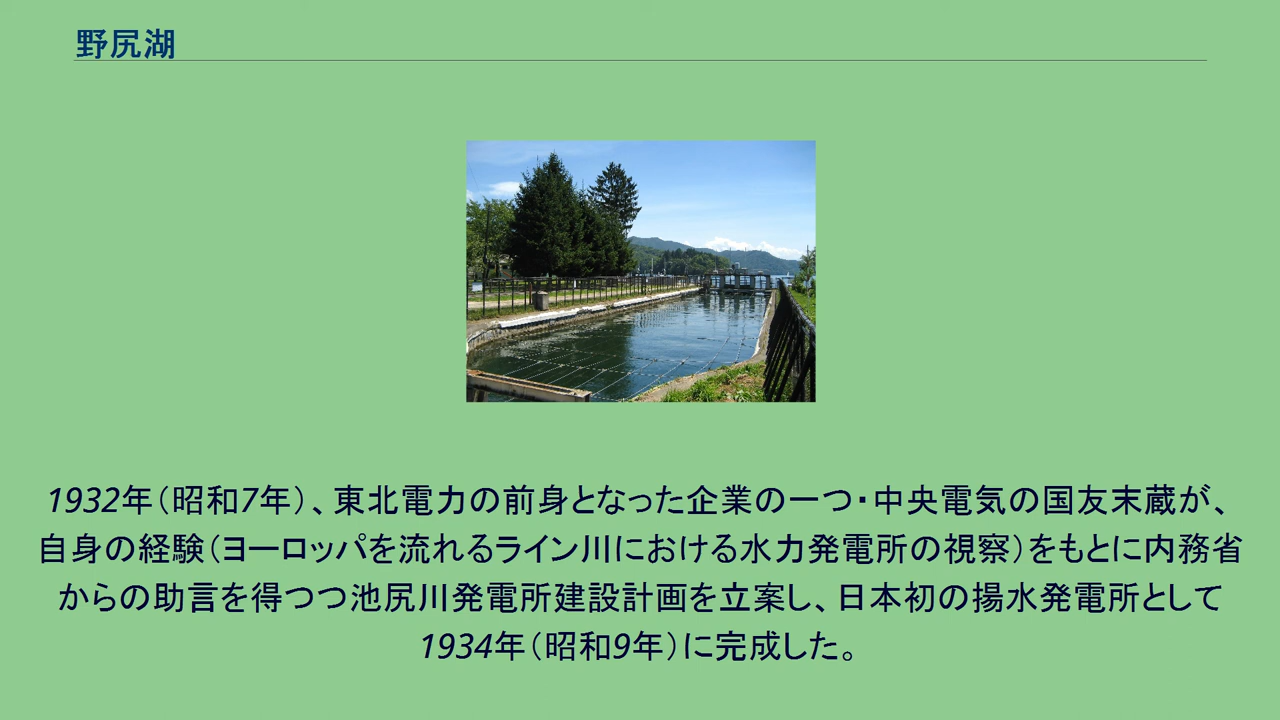 野尻湖
1932年（昭和7年）、東北電力の前身となった企業の一つ・中央電気の国友末蔵が、
自身の経験（ヨーロッパを流れるライン川における水力発電所の視察）をもとに内務省
からの助言を得つつ池尻川発電所建設計画を立案し、日本初の揚水発電所として
1934年（昭和9年）に完成した。